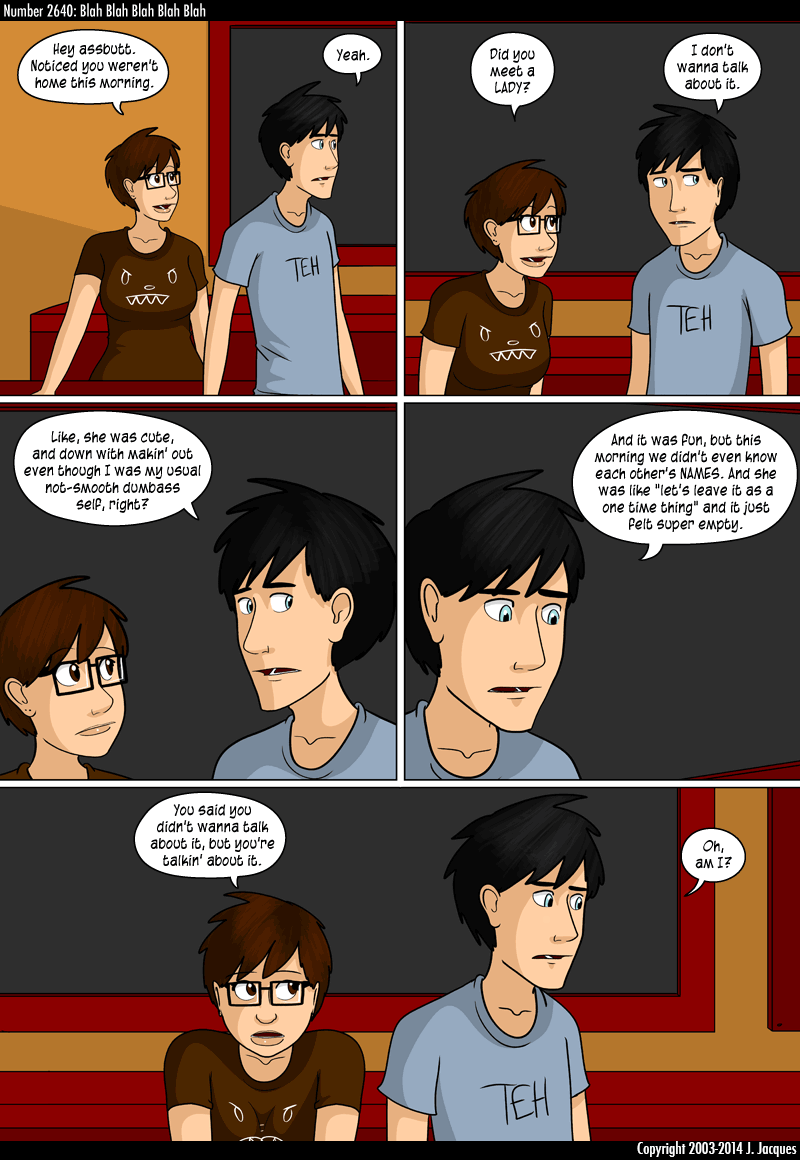 Number 2640: Blah Blah Blah Blah Blah
Hey assbutt.
Noticed you weren't
home this morning.
Yeah.
TEH
Did you
meet a
LADY?
I don't
wanna talk
about it.
TEH
Like, she was cute,
and down with makin' out
even though I was my usual
not-smooth dumbass
self, right?
And it was fun, but this
morning we didn't even know
each other's NAMES. And she
was like "let's leave it as a
one time thing" and it just
felt super empty.
You said you
didn't wanna talk
about it, but you're
talkin' about it.
Oh,
am I?
TEH
Copyright 2003-2014 J. Jacques